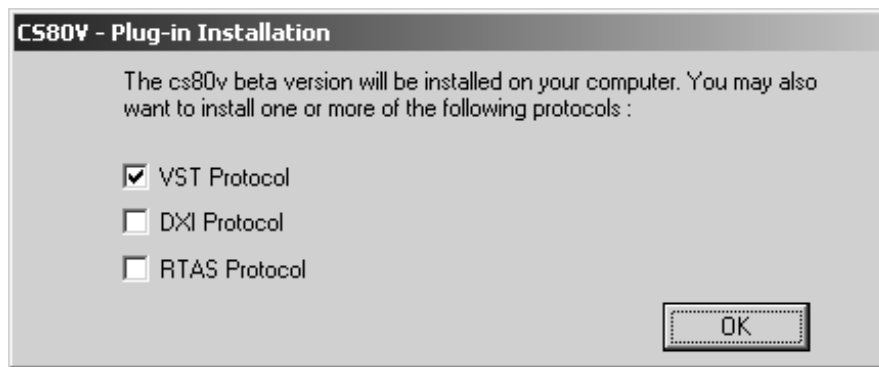 CS80V - Plug-in Installation
The cs80v beta version will be installed on your computer. You may also
want to install one or more of the following protocols :
VST Protocol
DXI Protocol
RTAS Protocol
OK